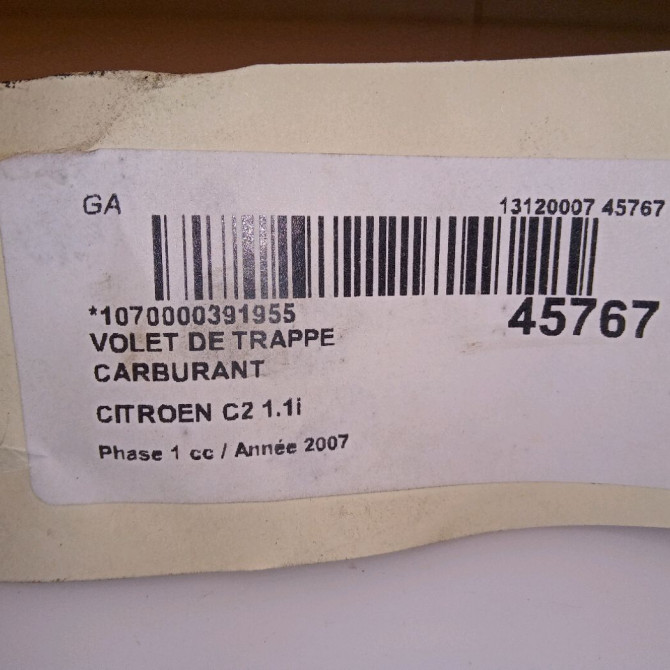 GA
13120007 45767
*1070000391955
45767
VOLET DE TRAPPE
CARBURANT
CITROEN C2 1.1i
Phase 1 cc / Année 2007